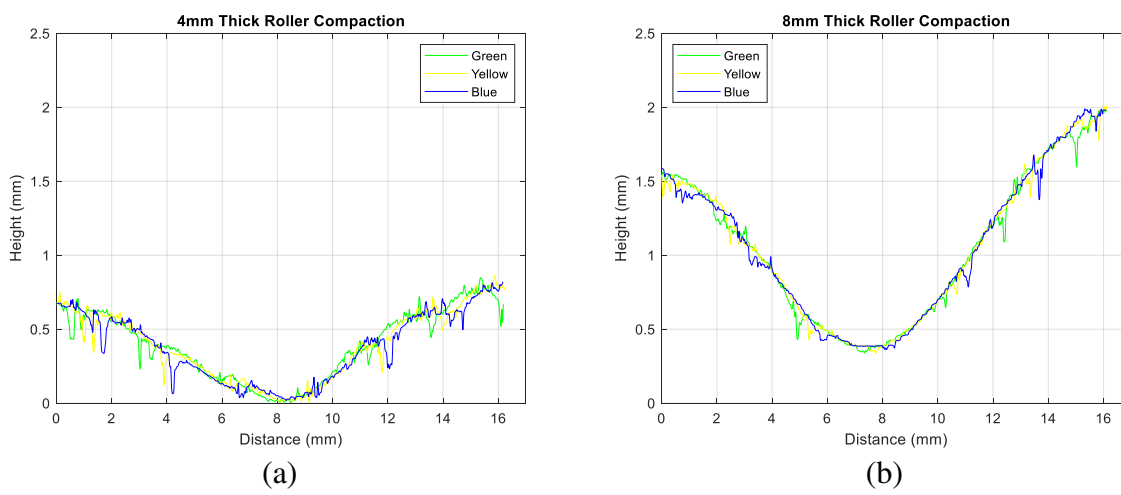 4mm Thick Roller Compaction
2.5
2
1.5
1
0.5
0
Height (mm)
Green
Yellow
Blue
0 2 4 6 8 10 12 14 16
Distance (mm)
(a)
8mm Thick Roller Compaction
2.5
2
1.5
1
0.5
0
Height (mm)
Green
Yellow
Blue
0 2 4 6 8 10 12 14 16
Distance (mm)
(b)